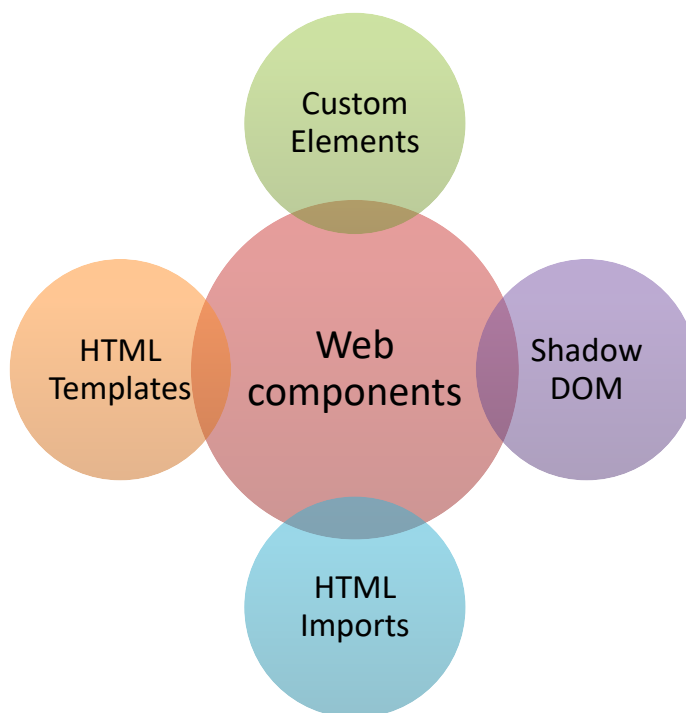 Custom
Elements
HTML
Templates
Web
components
Shadow
DOM
HTML
Imports